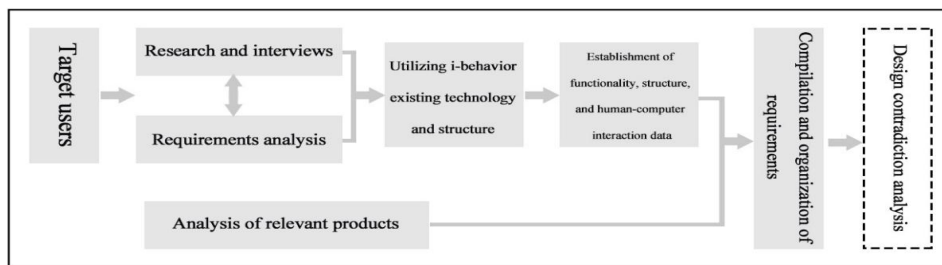 Target users
Research and interviews
Requirements analysis
Utilizing i-behavior
existing technology
and structure
Establishment of
functionality, structure,
and human-computer
interaction data
Analysis of relevant products
Compilation and organization of
requirements
Design contradiction analysis